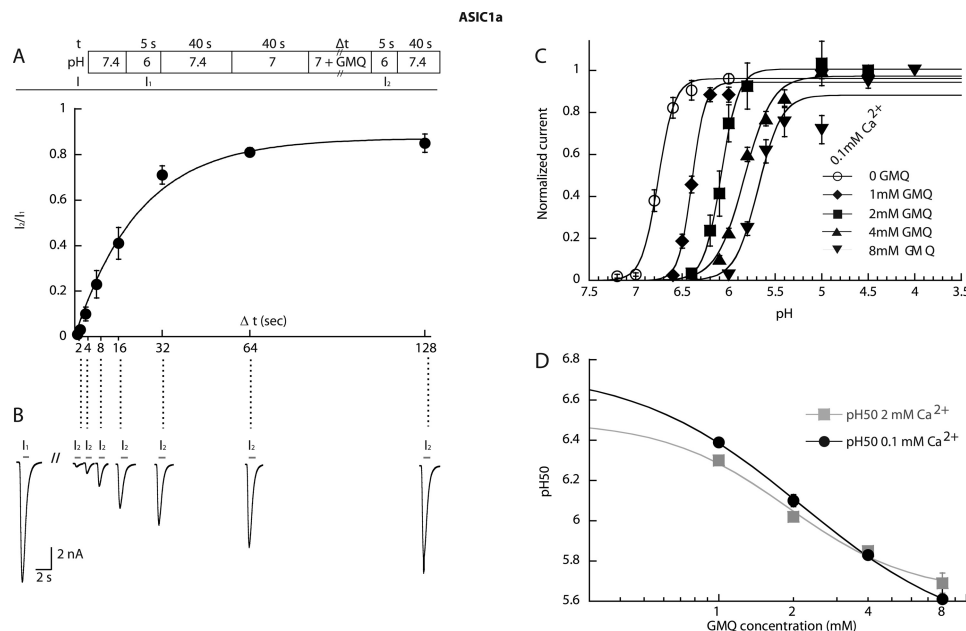 ASIC1a
A
t 5 s 40 s 40 s Δt 5 s 40 s
pH 7.4 6 7.4 7 7 + GMQ 6 7.4
I I₁ I₂
1
0.8
0.6
0.4
0.2
0
I₂/I₁
Δ t (sec)
2 4 8 16 32 64 128
B
I₁ // I₂ I₂ I₂ I₂ I₂ I₂ I₂
2 nA
2 s
C
1
0.8
0.6
0.4
0.2
0
Normalized current
0.1mM Ca²⁺
0 GMQ
1mM GMQ
2mM GMQ
4mM GMQ
8mM GMQ
7.5 7 6.5 6 5.5 5 4.5 4 3.5
pH
D
6.8
6.6
6.4
6.2
6
5.8
5.6
pH50
pH50 2 mM Ca²⁺
pH50 0.1 mM Ca²⁺
1 2 4 8
GMQ concentration (mM)